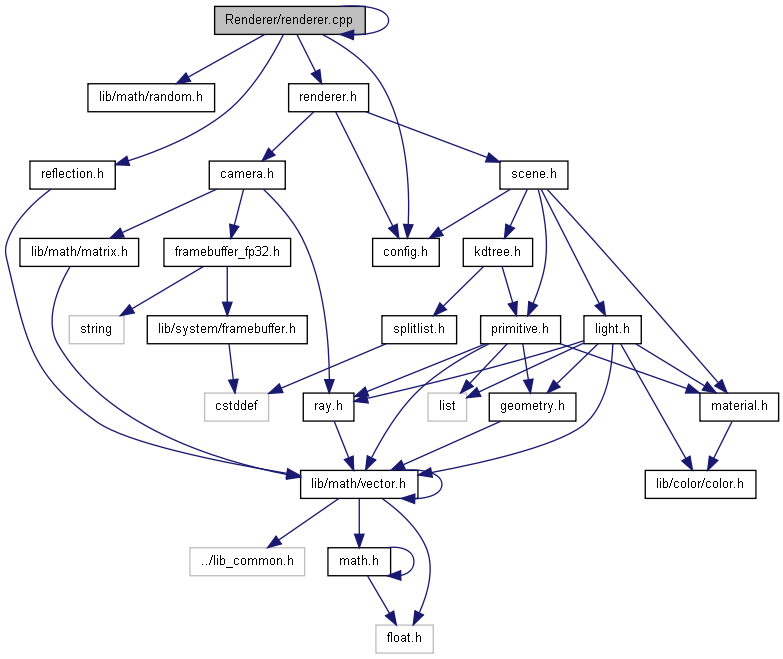 Renderer/renderer.cpp
lib/math/random.h
renderer.h
reflection.h
camera.h
scene.h
lib/math/matrix.h
framebuffer_fp32.h
config.h
kdtree.h
string
lib/system/framebuffer.h
splitlist.h
primitive.h
light.h
cstddef
ray.h
list
geometry.h
material.h
lib/math/vector.h
lib/color/color.h
../lib_common.h
math.h
float.h